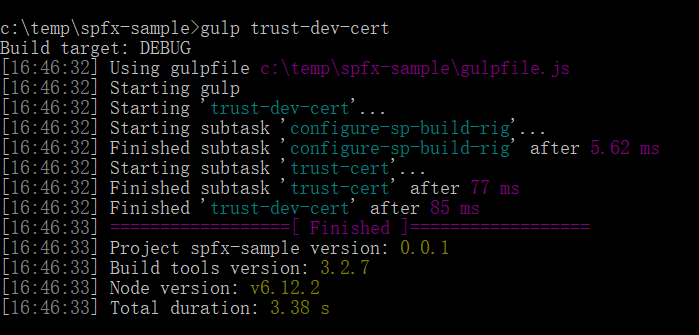 c:\temp\spfx-sample>gulp trust-dev-cert
Build target: DEBUG
[16:46:32] Using gulpfile c:\temp\spfx-sample\gulpfile.js
[16:46:32] Starting gulp
[16:46:32] Starting 'trust-dev-cert'...
[16:46:32] Starting subtask 'configure-sp-build-rig'...
[16:46:32] Finished subtask 'configure-sp-build-rig' after 5.62 ms
[16:46:32] Starting subtask 'trust-cert'...
[16:46:32] Finished subtask 'trust-cert' after 77 ms
[16:46:32] Finished 'trust-dev-cert' after 85 ms
[16:46:33] ==================[ Finished ]==================
[16:46:33] Project spfx-sample version: 0.0.1
[16:46:33] Build tools version: 3.2.7
[16:46:33] Node version: v6.12.2
[16:46:33] Total duration: 3.38 s